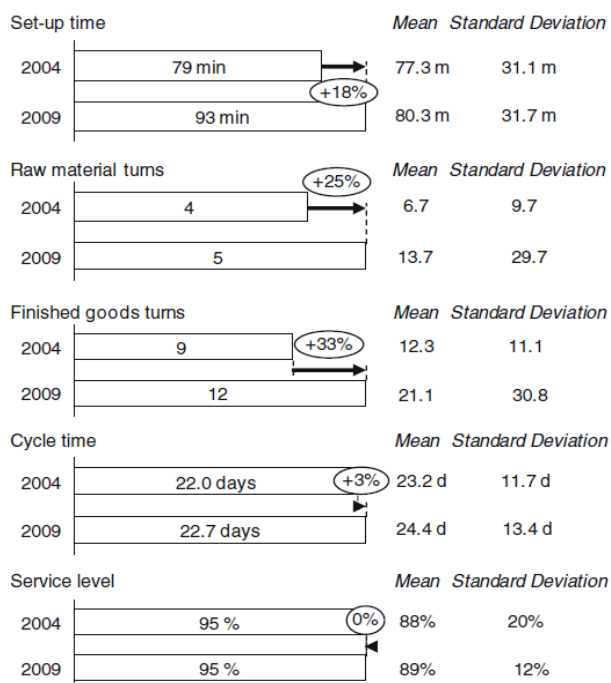 Set-up time Mean Standard Deviation
2004 79 min 77.3 m 31.1 m
+18%
2009 93 min 80.3 m 31.7 m
Raw material turns Mean Standard Deviation
+25%
2004 4 6.7 9.7
2009 5 13.7 29.7
Finished goods turns Mean Standard Deviation
2004 9 +33% 12.3 11.1
2009 12 21.1 30.8
Cycle time Mean Standard Deviation
2004 22.0 days +3% 23.2 d 11.7 d
2009 22.7 days 24.4 d 13.4 d
Service level Mean Standard Deviation
2004 95 % 0% 88% 20%
2009 95 % 89% 12%